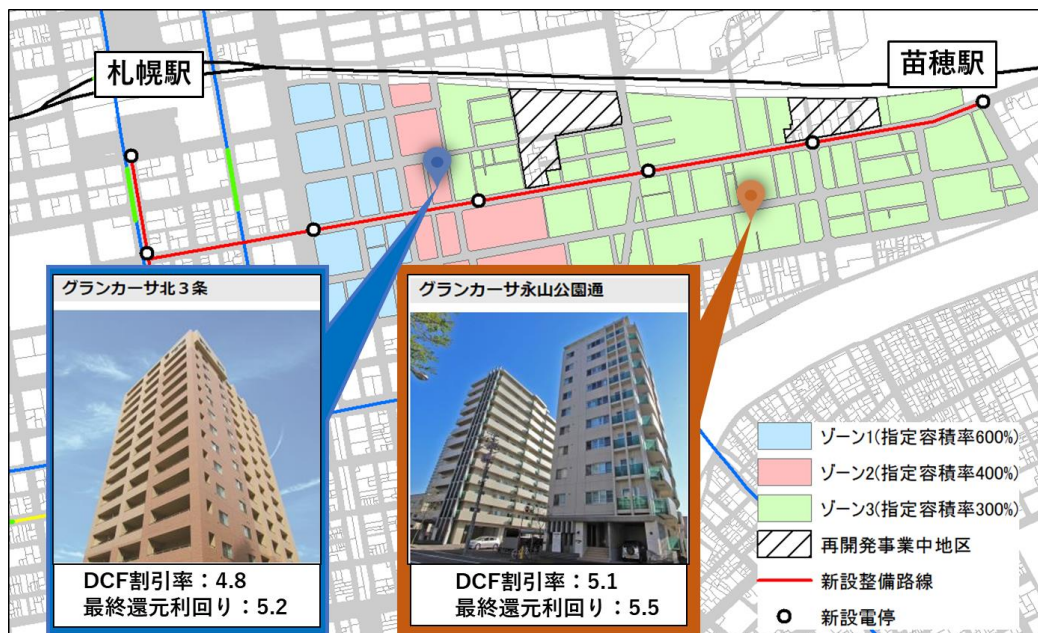 札幌駅
苗穂駅
グランカーサ北3条
DCF割引率：4.8
最終還元利回り：5.2
グランカーサ永山公園通
DCF割引率：5.1
最終還元利回り：5.5
ゾーン1(指定容積率600%)
ゾーン2(指定容積率400%)
ゾーン3(指定容積率300%)
再開発事業中地区
新設整備路線
新設電停